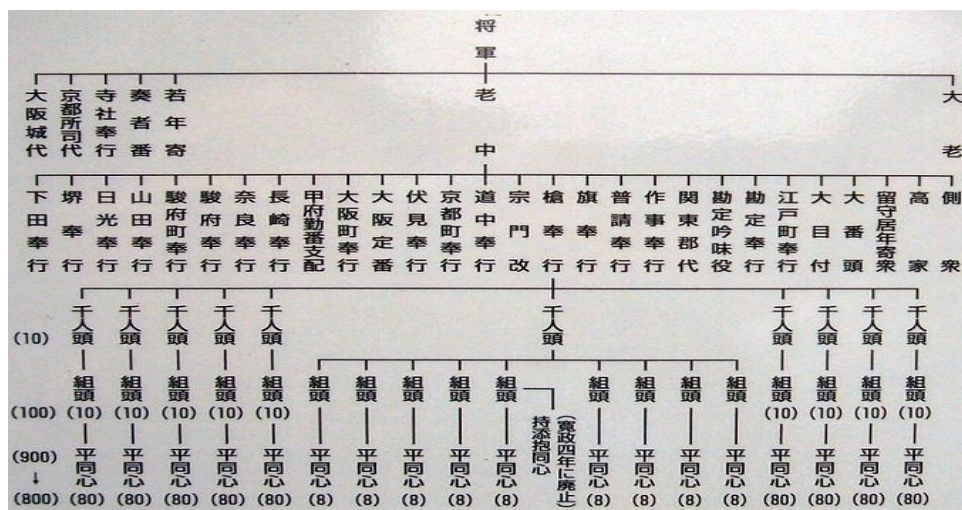 将軍
大老
老中
若年寄
奏者番
寺社奉行
京都所司代
大阪城代
側衆
高家
留守居年寄衆
大番頭
大目付
江戸町奉行
勘定奉行
勘定吟味役
関東郡代
作事奉行
普請奉行
旗奉行
槍奉行
宗門改
道中奉行
京都町奉行
伏見奉行
大阪定番
大阪町奉行
甲府勤番支配
長崎奉行
奈良奉行
駿府奉行
駿府町奉行
山田奉行
日光奉行
堺奉行
下田奉行
千人頭
千人頭
千人頭
千人頭
千人頭
千人頭
千人頭
千人頭
千人頭
千人頭
(10)
組頭(10)
組頭(10)
組頭(10)
組頭(10)
組頭
組頭
組頭
組頭
組頭
組頭
組頭
組頭
組頭
組頭(10)
組頭(10)
組頭(10)
組頭(10)
組頭(10)
(100)
(寛政四年に廃止)
持添抱同心
平同心(80)
平同心(80)
平同心(80)
平同心(80)
平同心(8)
平同心(8)
平同心(8)
平同心(8)
平同心(8)
平同心(8)
平同心(8)
平同心(8)
平同心(8)
平同心(80)
平同心(80)
平同心(80)
平同心(80)
平同心(80)
(900)
↓
(800)